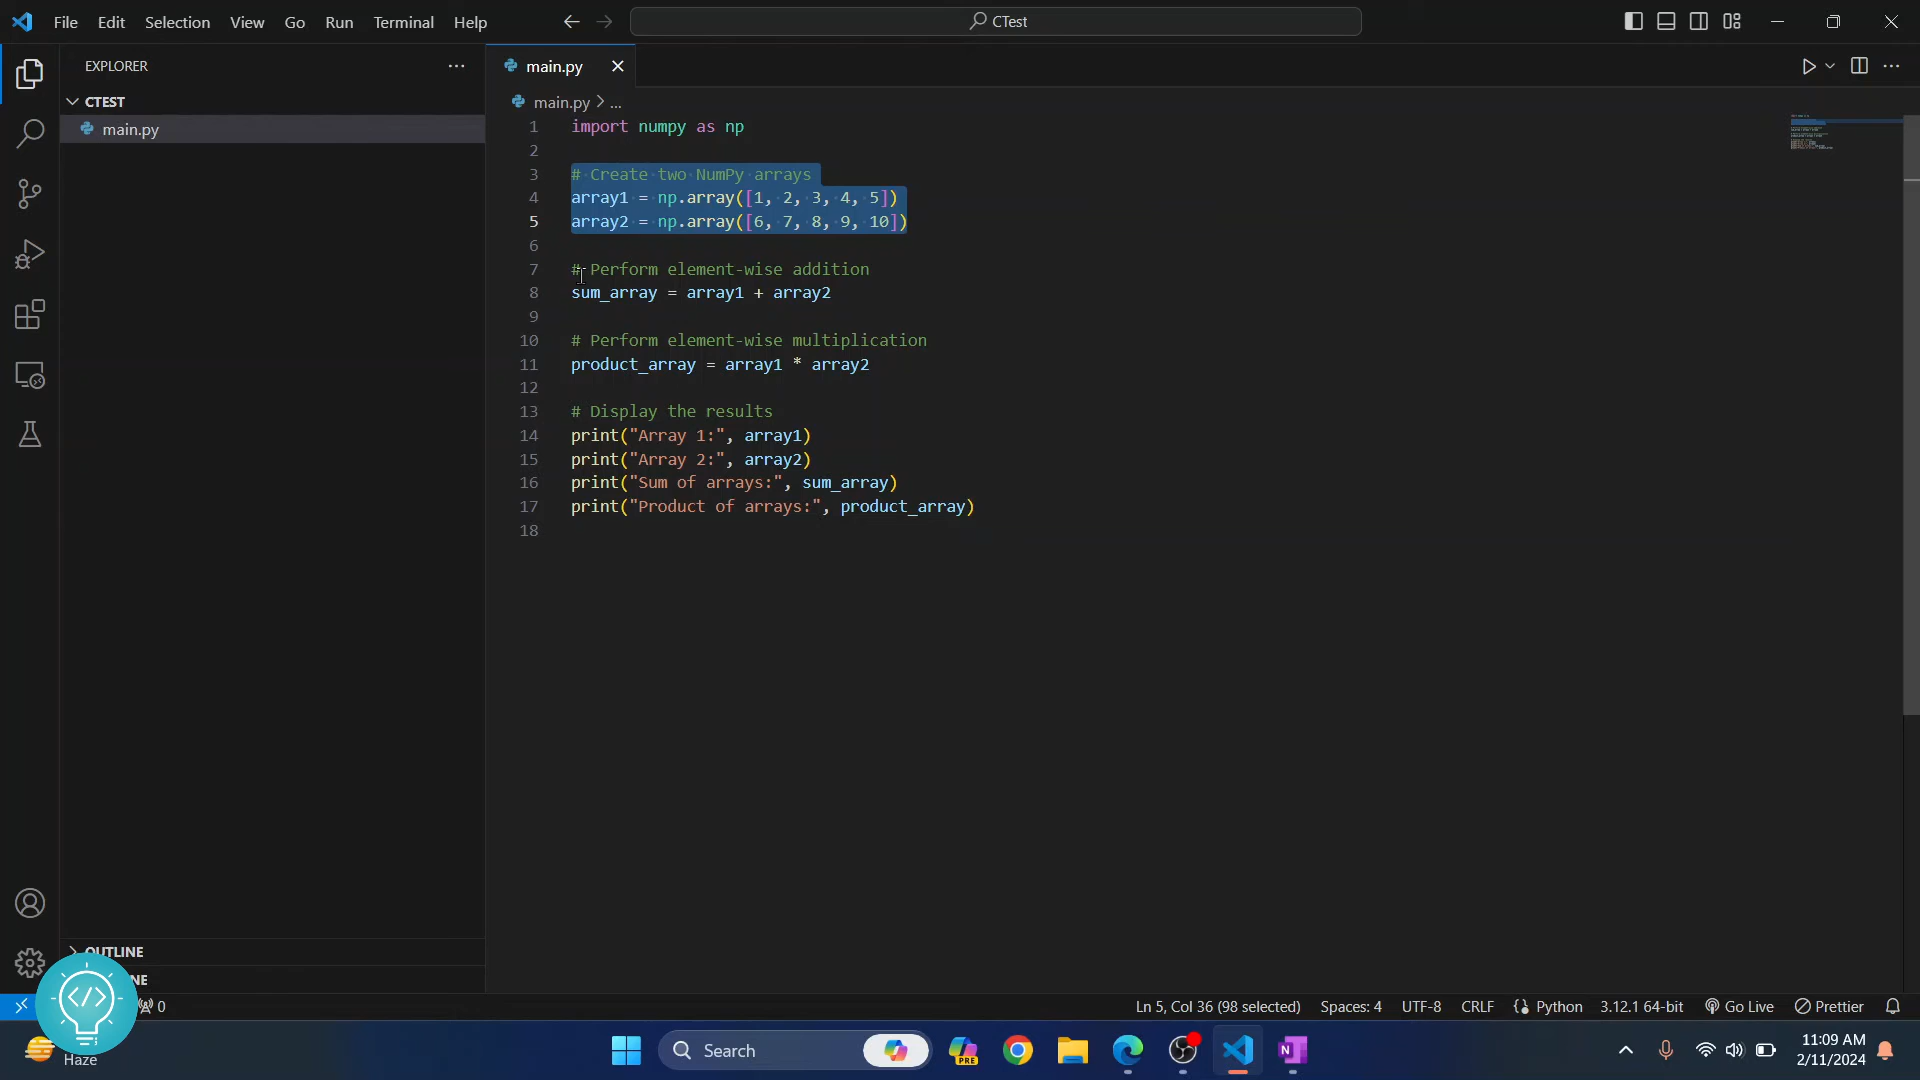 File Edit Selection View Go Run Terminal Help
CTest
EXPLORER
main.py
CTEST
main.py
main.py > ...
1 import numpy as np
2
3 # Create two NumPy arrays
4 array1 = np.array([1, 2, 3, 4, 5])
5 array2 = np.array([6, 7, 8, 9, 10])
6
7 # Perform element-wise addition
8 sum_array = array1 + array2
9
10 # Perform element-wise multiplication
11 product_array = array1 * array2
12
13 # Display the results
14 print("Array 1:", array1)
15 print("Array 2:", array2)
16 print("Sum of arrays:", sum_array)
17 print("Product of arrays:", product_array)
18
OUTLINE
NE
0
Ln 5, Col 36 (98 selected) Spaces: 4 UTF-8 CRLF {} Python 3.12.1 64-bit Go Live Prettier
Haze
Search
PRE
N
11:09 AM
2/11/2024